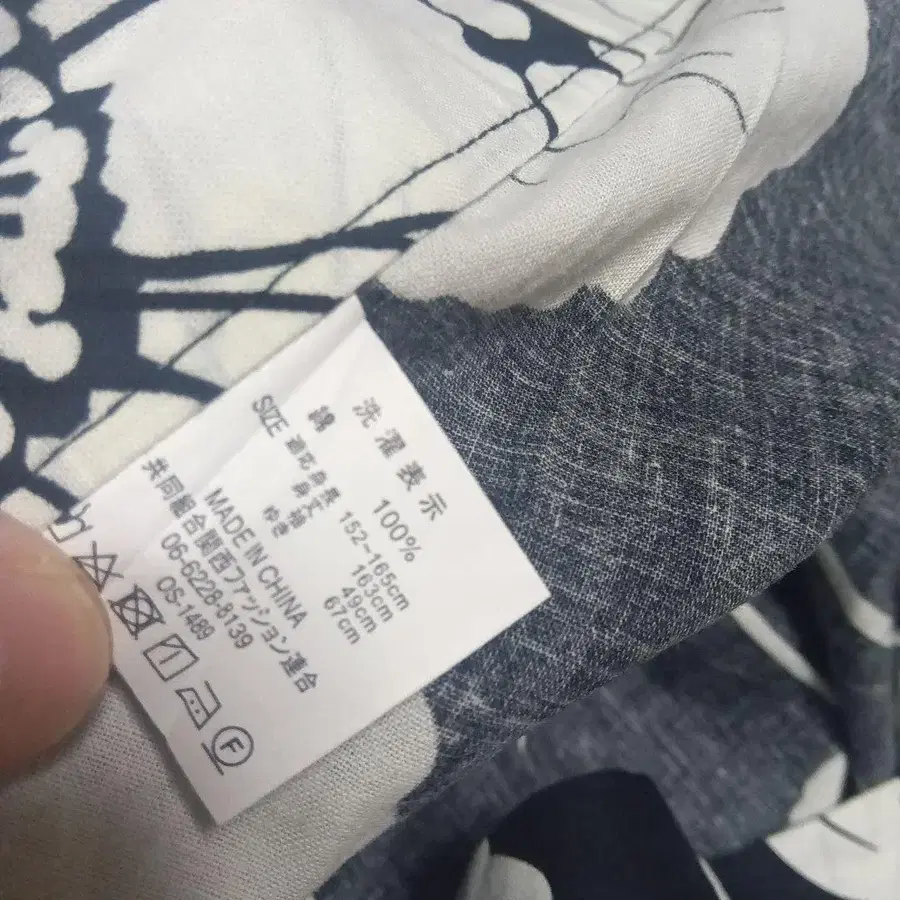 洗濯表示
綿 100%
SIZE 適応身長 152~165cm
身丈 163cm
袖 49cm
ゆき 67cm
MADE IN CHINA
共同組合関西ファッション連合
06-6228-8139
OS-1489
F